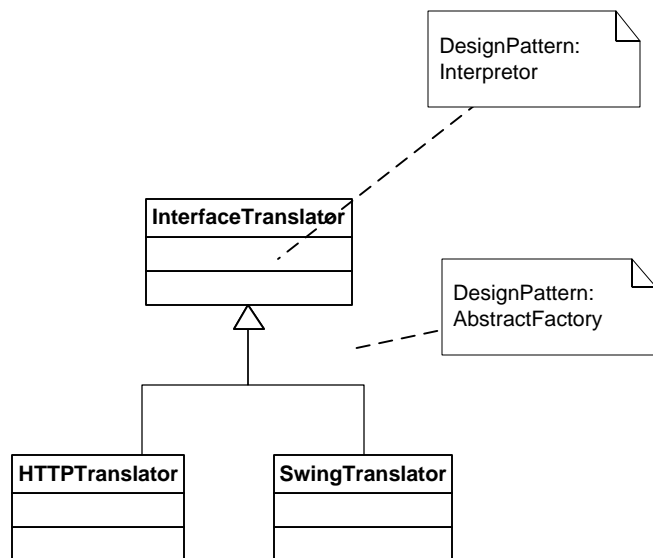 DesignPattern:
Interpretor
InterfaceTranslator
DesignPattern:
AbstractFactory
HTTPTranslator
SwingTranslator